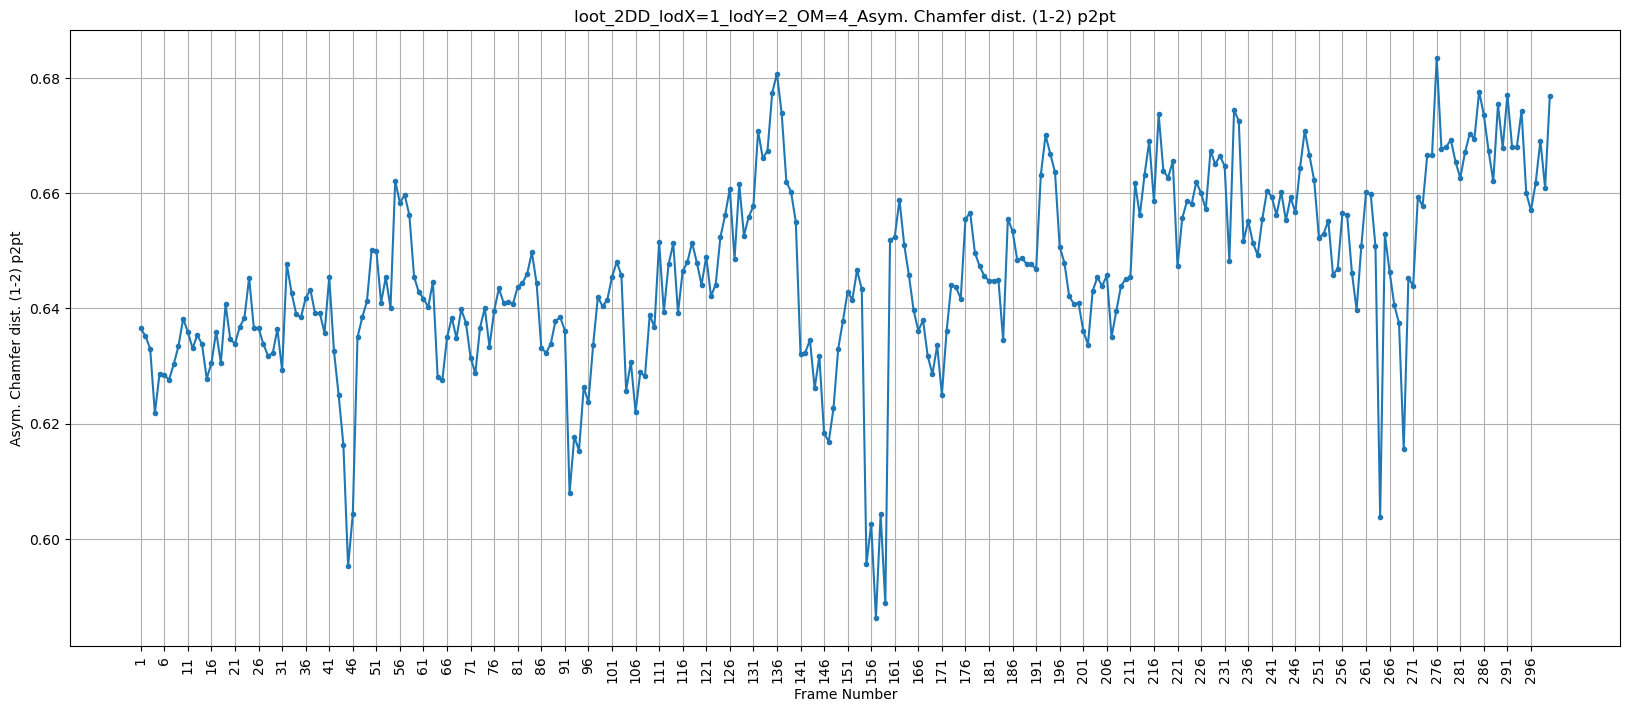 loot_2DD_lodX=1_lodY=2_OM=4_Asym. Chamfer dist. (1-2) p2pt
Asym. Chamfer dist. (1-2) p2pt
0.68
0.66
0.64
0.62
0.60
1 6 11 16 21 26 31 36 41 46 51 56 61 66 71 76 81 86 91 96 101 106 111 116 121 126 131 136 141 146 151 156 161 166 171 176 181 186 191 196 201 206 211 216 221 226 231 236 241 246 251 256 261 266 271 276 281 286 291 296
Frame Number